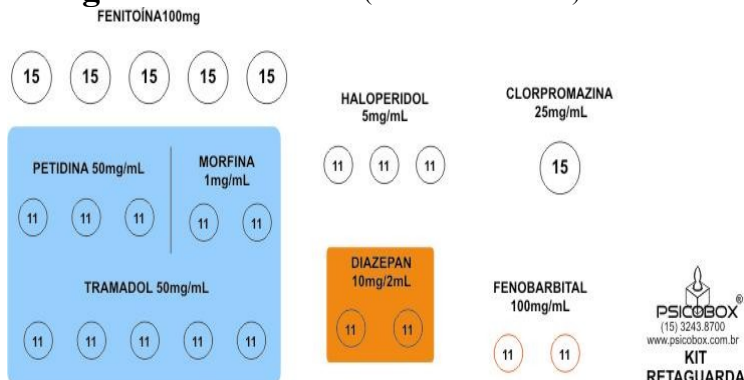 FENITOÍNA100mg
15 15 15 15 15
HALOPERIDOL
5mg/mL
11 11 11
CLORPROMAZINA
25mg/mL
15
PETIDINA 50mg/mL
11 11 11
MORFINA
1mg/mL
11 11
TRAMADOL 50mg/mL
11 11 11 11 11
DIAZEPAN
10mg/2mL
11 11
FENOBARBITAL
100mg/mL
11 11
PSICOBOX®
(15) 3243.8700
www.psicobox.com.br
KIT
RETAGUARDA